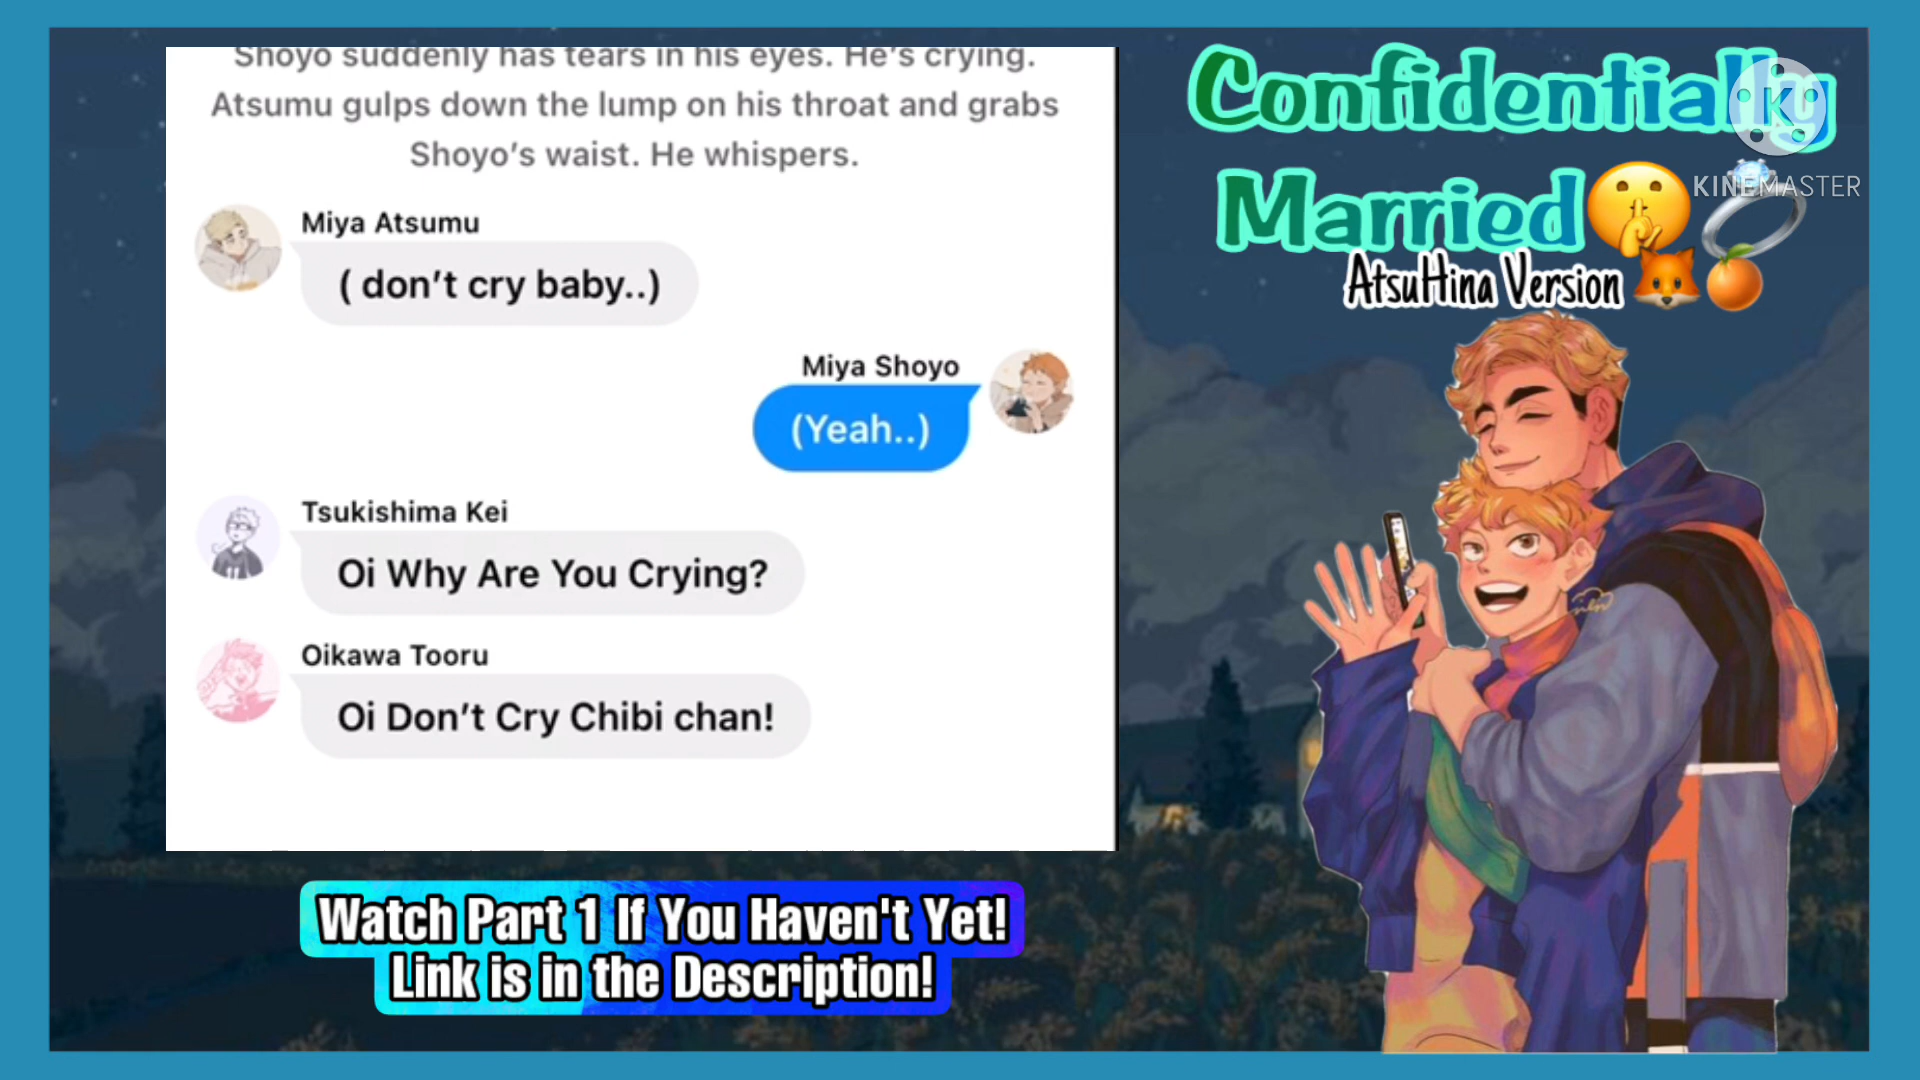 Shoyo suddenly has tears in his eyes. He's crying.
Atsumu gulps down the lump on his throat and grabs
Shoyo's waist. He whispers.
Miya Atsumu
( don't cry baby..)
Miya Shoyo
(Yeah..)
Tsukishima Kei
Oi Why Are You Crying?
Oikawa Tooru
Oi Don't Cry Chibi chan!
Confidentially
Married
AtsuHina Version
K
KINEMASTER
Watch Part 1 If You Haven't Yet!
Link is in the Description!